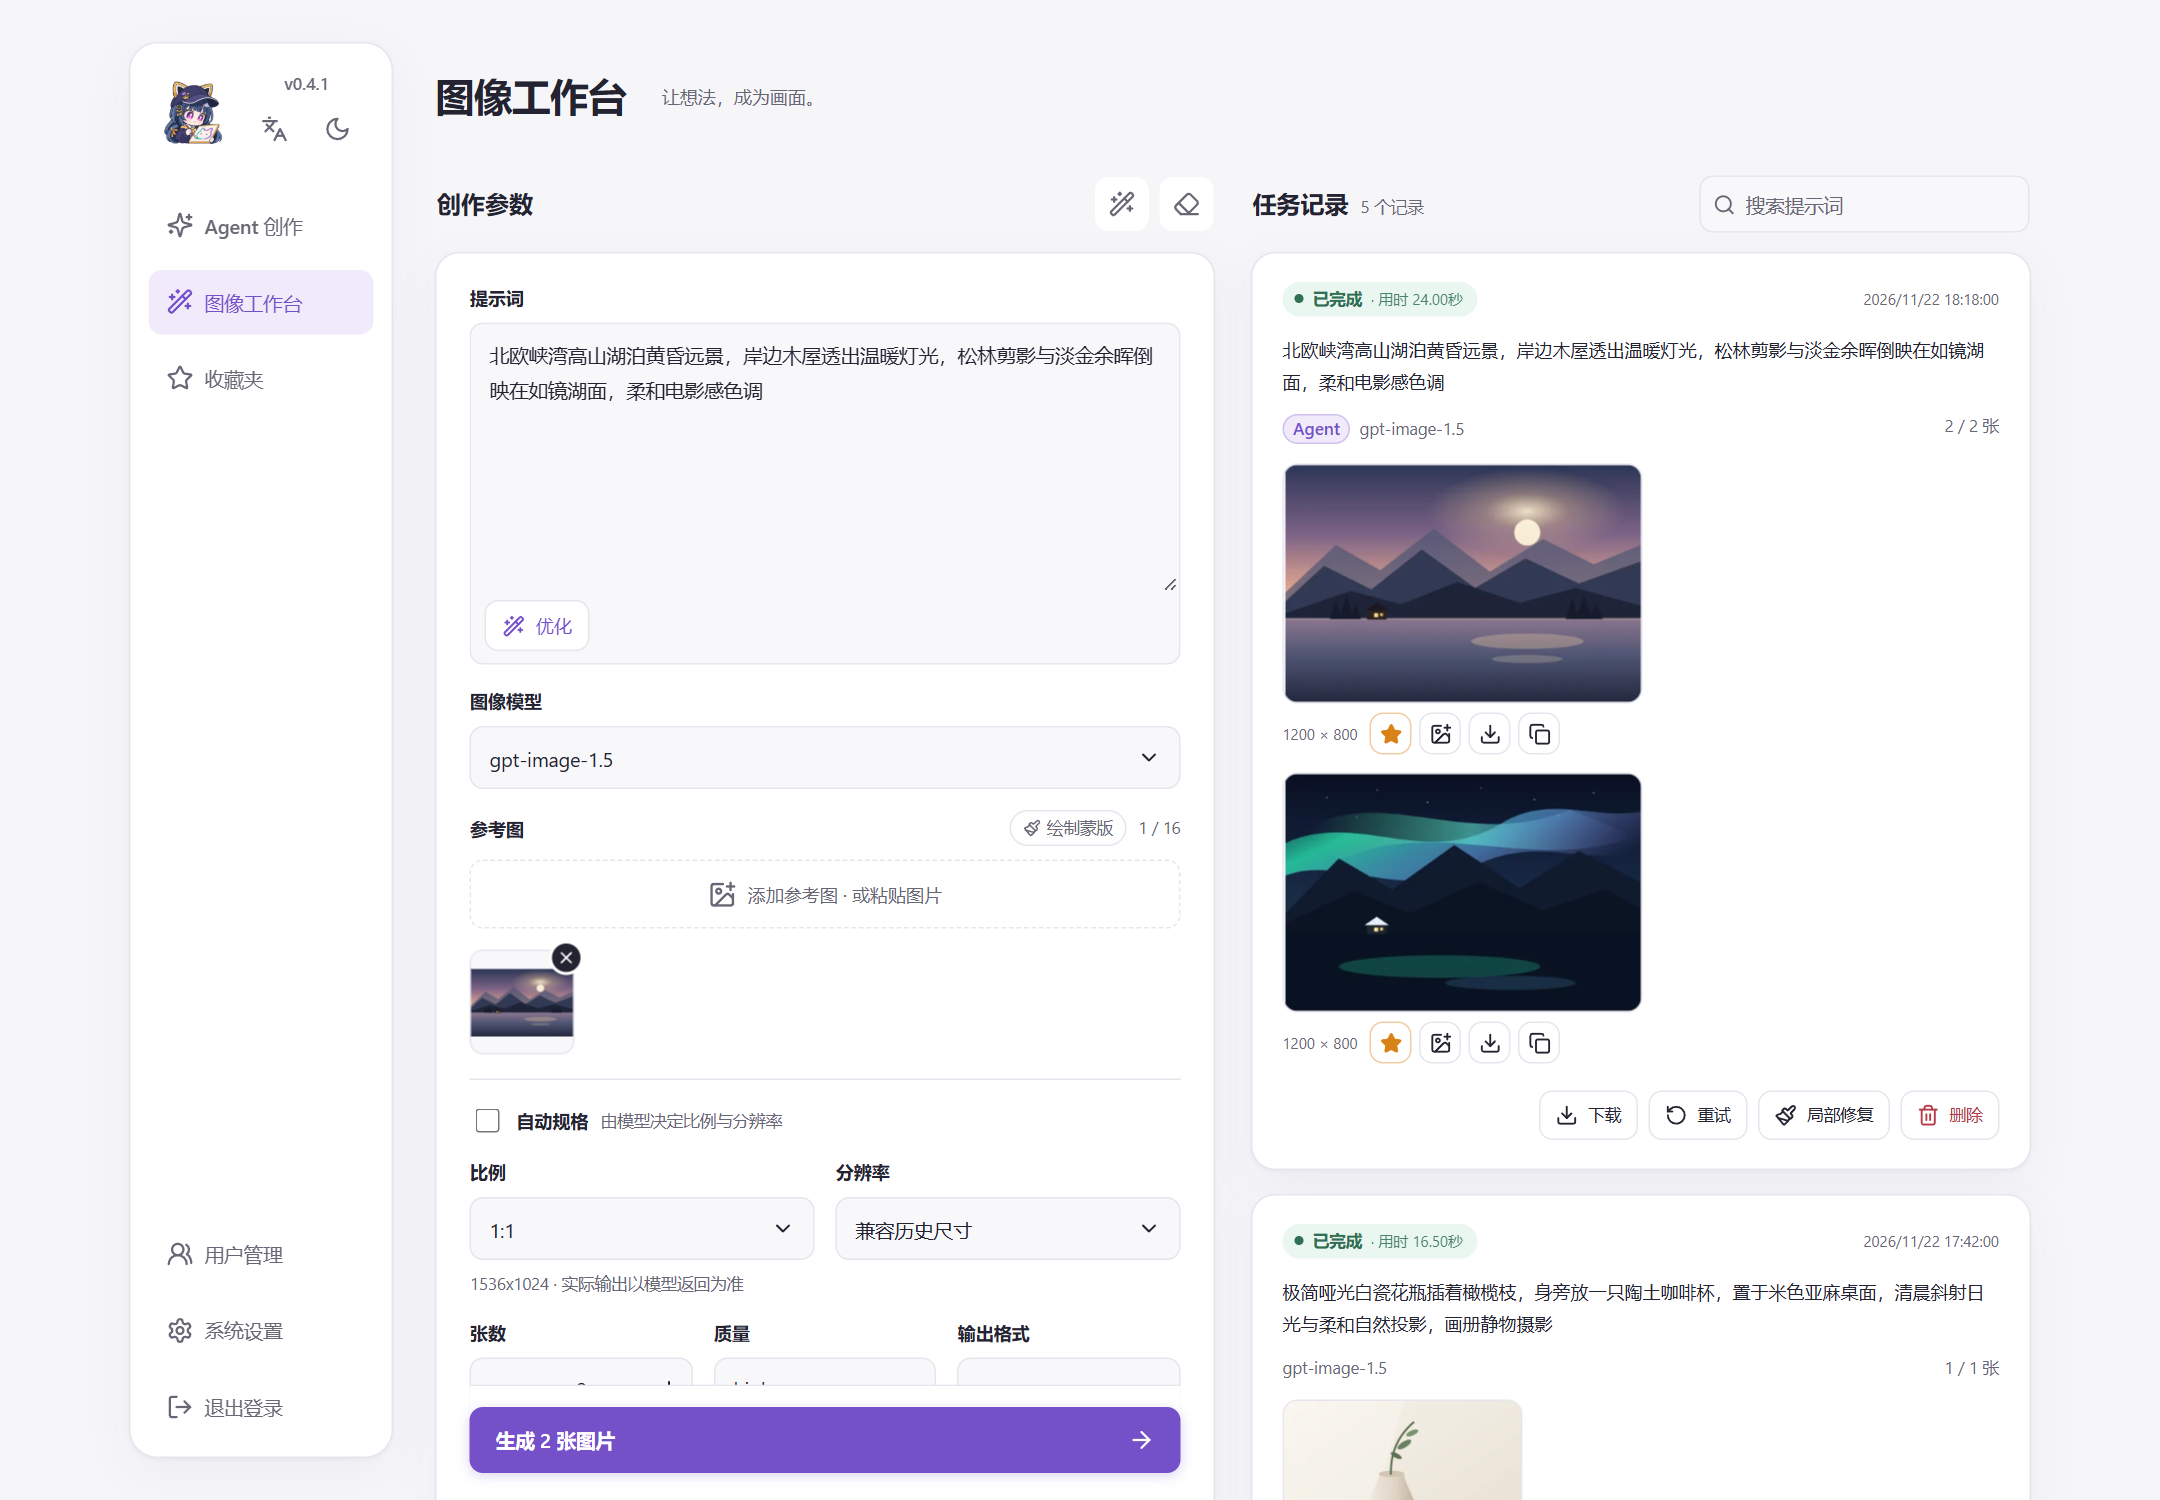 v0.4.1
Agent 创作
图像工作台
收藏夹
用户管理
系统设置
退出登录
图像工作台
让想法，成为画面。
创作参数
提示词
北欧峡湾高山湖泊黄昏远景，岸边木屋透出温暖灯光，松林剪影与淡金余晖倒
映在如镜湖面，柔和电影感色调
优化
图像模型
gpt-image-1.5
参考图
绘制蒙版
1 / 16
添加参考图 · 或粘贴图片
自动规格
由模型决定比例与分辨率
比例
分辨率
1:1
兼容历史尺寸
1536x1024 · 实际输出以模型返回为准
张数
质量
输出格式
生成 2 张图片
任务记录
5 个记录
搜索提示词
已完成 · 用时 24.00秒
2026/11/22 18:18:00
北欧峡湾高山湖泊黄昏远景，岸边木屋透出温暖灯光，松林剪影与淡金余晖倒映在如镜湖
面，柔和电影感色调
Agent
gpt-image-1.5
2 / 2 张
1200 × 800
1200 × 800
下载
重试
局部修复
删除
已完成 · 用时 16.50秒
2026/11/22 17:42:00
极简哑光白瓷花瓶插着橄榄枝，身旁放一只陶土咖啡杯，置于米色亚麻桌面，清晨斜射日
光与柔和自然投影，画册静物摄影
gpt-image-1.5
1 / 1 张